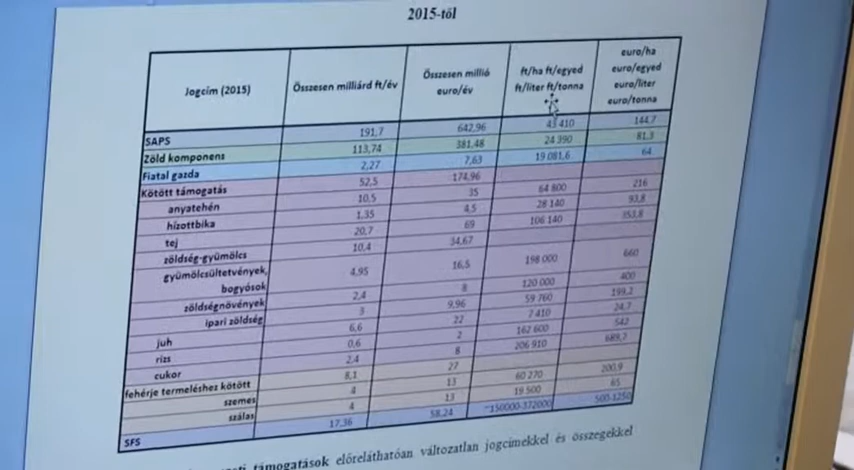 2015-től
Jogcím (2015) Összesen milliárd ft/év Összesen millió euro/év ft/ha ft/egyed ft/liter ft/tonna euro/ha euro/egyed euro/liter euro/tonna
SAPS 191,7 642,96 43 410 144,7
Zöld komponens 113,74 381,48 24 390 81,3
Fiatal gazda 2,27 7,63 19 081,6 64
Kötött támogatás 52,5 174,96
anyatehén 10,5 35 64 800 216
hízottbika 1,35 4,5 28 140 93,8
tej 20,7 69 106 140 353,8
zöldség-gyümölcs 10,4 34,67
gyümölcsültetvények, bogyósok 4,95 16,5 198 000 660
zöldségnövények 2,4 8 120 000 400
ipari zöldség 3 9,96 59 760 199,2
juh 6,6 22 7 410 24,7
rizs 0,6 2 162 600 542
cukor 2,4 8 206 910 689,7
fehérje termeléshez kötött 8,1 27
szemes 4 13 60 270 200,9
szálas 4 13 19 500 65
SFS 17,36 58,24 ~150000-372000 500-1250
támogatások előreláthatóan változatlan jogcímekkel és összegekkel